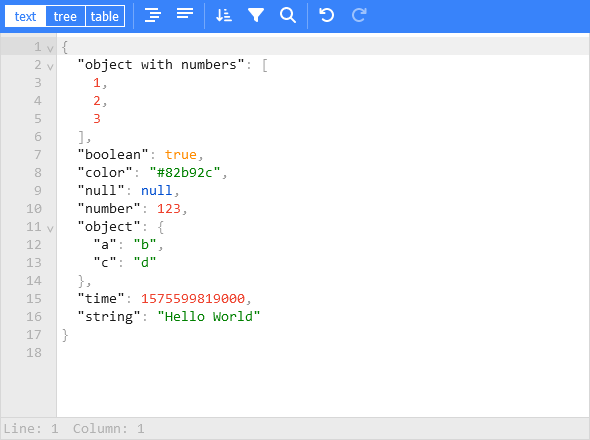 text tree table
1 {
2   "object with numbers": [
3     1,
4     2,
5     3
6   ],
7   "boolean": true,
8   "color": "#82b92c",
9   "null": null,
10   "number": 123,
11   "object": {
12     "a": "b",
13     "c": "d"
14   },
15   "time": 1575599819000,
16   "string": "Hello World"
17 }
18
Line: 1 Column: 1